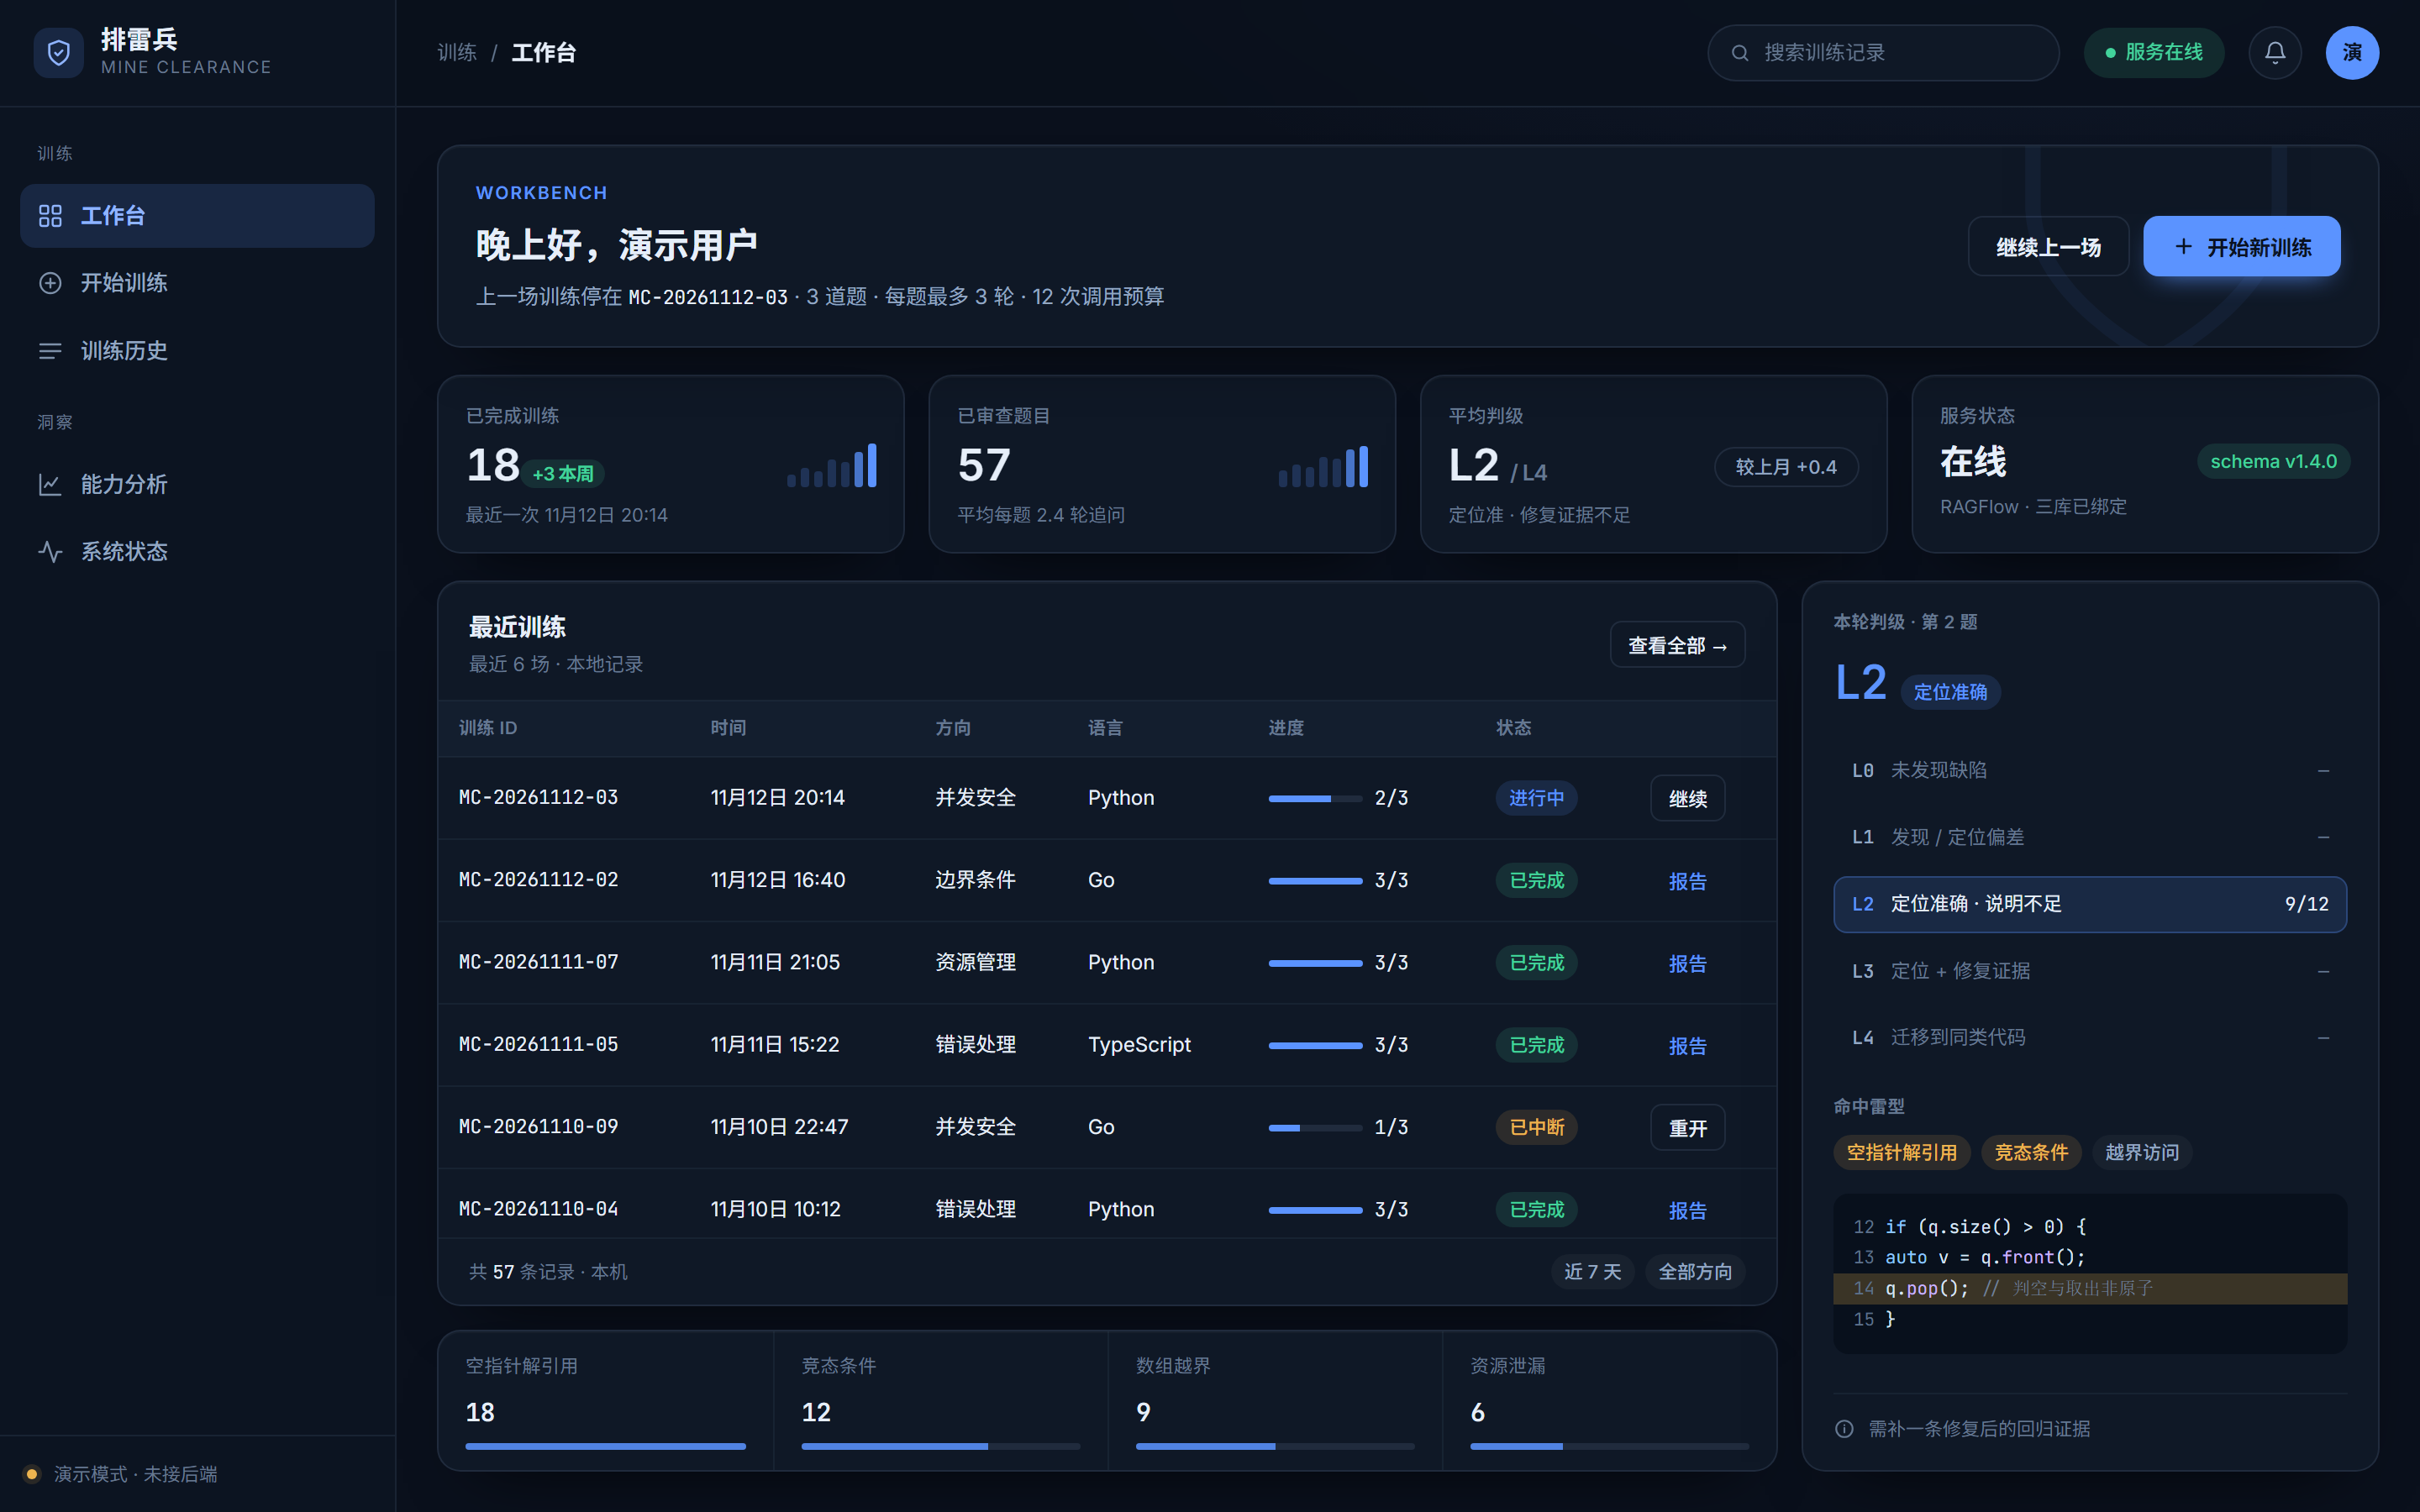 排雷兵
MINE CLEARANCE
训练
工作台
开始训练
训练历史
洞察
能力分析
系统状态
演示模式 · 未接后端
训练 / 工作台
搜索训练记录
服务在线
演
WORKBENCH
晚上好，演示用户
上一场训练停在 MC-20261112-03 · 3 道题 · 每题最多 3 轮 · 12 次调用预算
继续上一场
+ 开始新训练
已完成训练
18 +3 本周
最近一次 11月12日 20:14
已审查题目
57
平均每题 2.4 轮追问
平均判级
L2 / L4
较上月 +0.4
定位准 · 修复证据不足
服务状态
在线
schema v1.4.0
RAGFlow · 三库已绑定
最近训练
最近 6 场 · 本地记录
查看全部 →
训练 ID 时间 方向 语言 进度 状态
MC-20261112-03 11月12日 20:14 并发安全 Python 2/3 进行中 继续
MC-20261112-02 11月12日 16:40 边界条件 Go 3/3 已完成 报告
MC-20261111-07 11月11日 21:05 资源管理 Python 3/3 已完成 报告
MC-20261111-05 11月11日 15:22 错误处理 TypeScript 3/3 已完成 报告
MC-20261110-09 11月10日 22:47 并发安全 Go 1/3 已中断 重开
MC-20261110-04 11月10日 10:12 错误处理 Python 3/3 已完成 报告
共 57 条记录 · 本机
近 7 天 全部方向
空指针解引用
18
竞态条件
12
数组越界
9
资源泄漏
6
本轮判级 · 第 2 题
L2 定位准确
L0 未发现缺陷 —
L1 发现 / 定位偏差 —
L2 定位准确 · 说明不足 9/12
L3 定位 + 修复证据 —
L4 迁移到同类代码 —
命中雷型
空指针解引用 竞态条件 越界访问
12 if (q.size() > 0) {
13 auto v = q.front();
14 q.pop(); // 判空与取出非原子
15 }
需补一条修复后的回归证据